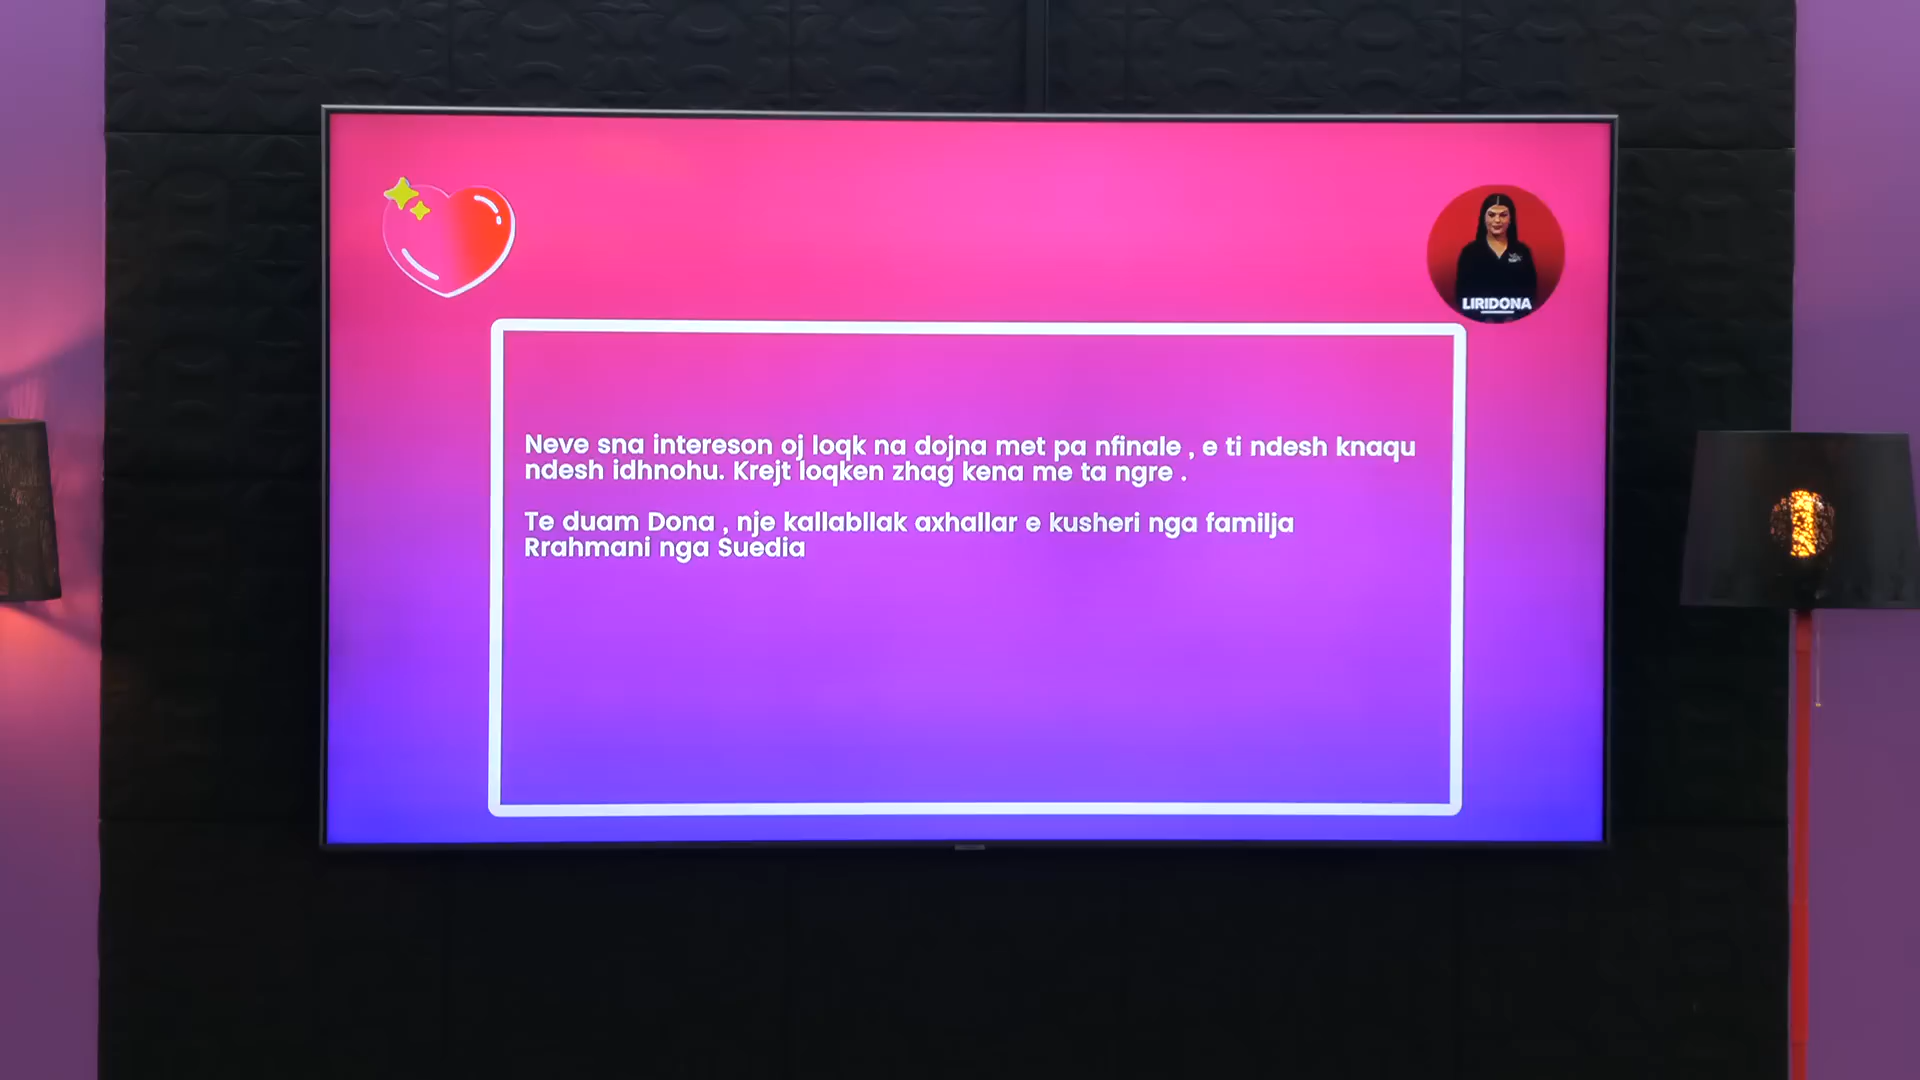 LIRIDONA
Neve sna intereson oj loqk na dojna met pa nfinale , e ti ndesh knaqu
ndesh idhnohu. Krejt loqken zhag kena me ta ngre .
Te duam Dona , nje kallabllak axhallar e kusheri nga familja
Rrahmani nga Suedia